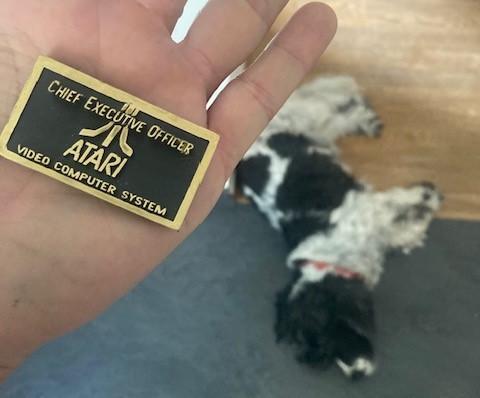 CHIEF EXECUTIVE OFFICER
ATARI
VIDEO COMPUTER SYSTEM